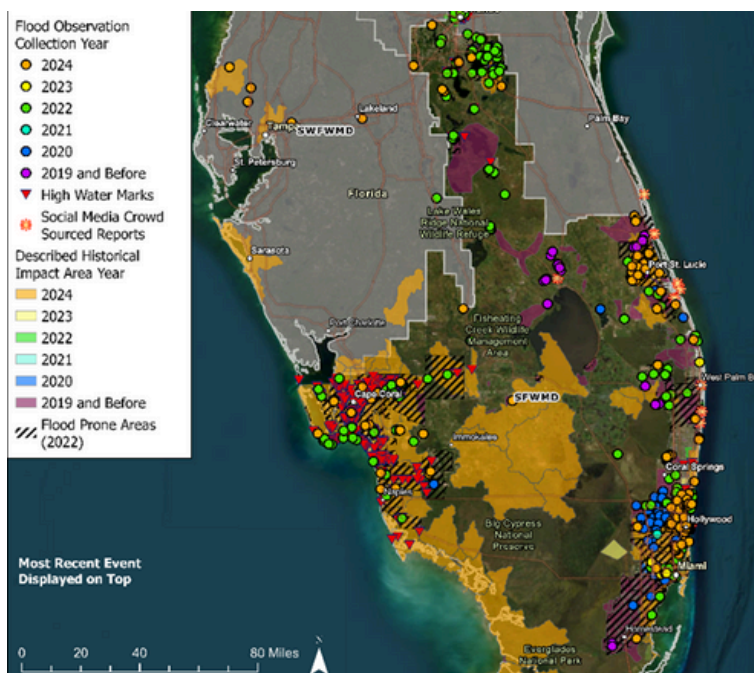 Flood Observation
Collection Year
2024
2023
2022
2021
2020
2019 and Before
High Water Marks
Social Media Crowd
Sourced Reports
Described Historical
Impact Area Year
2024
2023
2022
2021
2020
2019 and Before
Flood Prone Areas
(2022)
Clearwater
Lakeland
SWFWMD
St. Petersburg
Palm Bay
Florida
Lake Wales
Ridge National
Wildlife Refuge
Sarasota
Port St. Lucie
Port Charlotte
Fisheating
Creek Wildlife
Management
Area
West Palm B
Cape Coral
SFWMD
Immokalee
Coral Springs
Naples
Hollywood
Big Cypress
National
Preserve
Miami
Homestead
Everglades
National Park
Most Recent Event
Displayed on Top
0 20 40 80 Miles
N